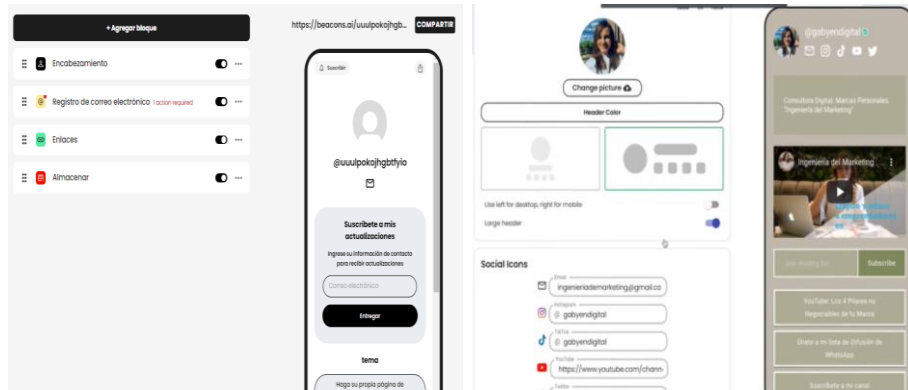 + Agregar bloque
Encabezamiento
Registro de correo electrónico 1 action required
Enlaces
Almacenar
https://beacons.ai/uuulpokojhgb...
COMPARTIR
Suscribir
@uuulpokojhgbtfyio
Suscríbete a mis
actualizaciones
Ingrese su información de contacto
para recibir actualizaciones
Correo electrónico
Entregar
tema
Haga su propia página de
Change picture
Header Color
Use left for desktop, right for mobile
Large header
Social Icons
Email
ingenieriademarketing@gmail.co
Instagram
@ gabyendigital
TikTok
@ gabyendigital
YouTube
https://www.youtube.com/chann
Twitter
@gabyendigital
Consultora Digital. Marcas Personales.
"Ingeniería del Marketing"
Ingeniería del Marketing
Subscribe
YouTube: Los 4 Pilares no
Negociables de tu Marca
Únete a mi lista de Difusión de
WhatsApp
Suscríbete a mi canal